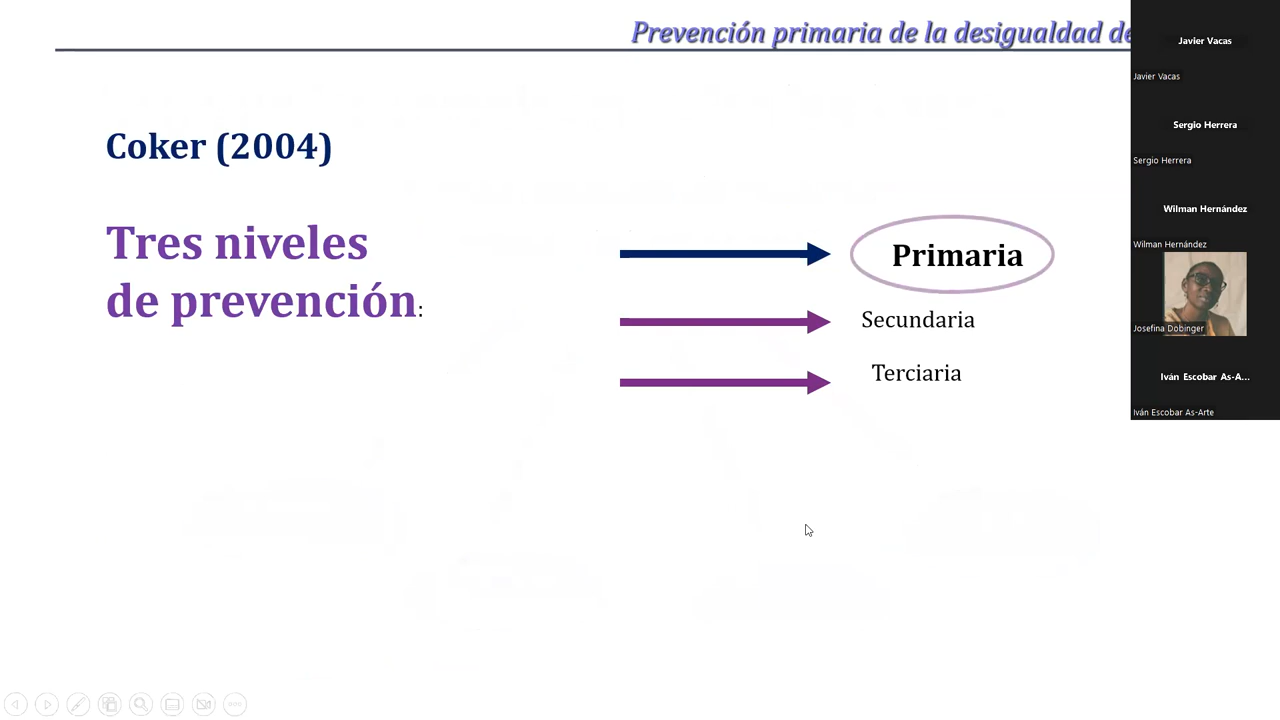 Prevención primaria de la desigualdad de
Coker (2004)
Tres niveles
de prevención:
Primaria
Secundaria
Terciaria
Javier Vacas
Javier Vacas
Sergio Herrera
Sergio Herrera
Wilman Hernández
Wilman Hernández
Josefina Dobinger
Iván Escobar As-A...
Iván Escobar As-Arte